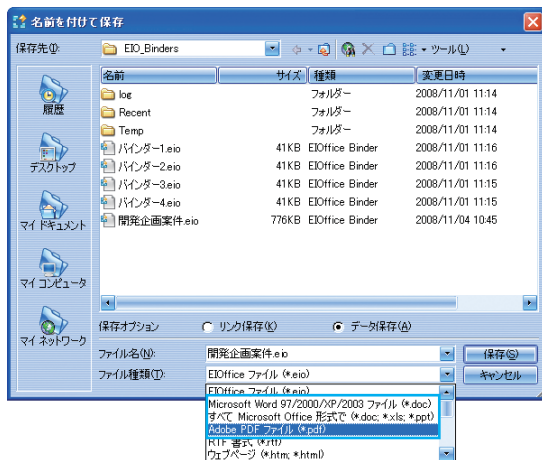 名前を付けて保存
保存先(I): EIO_Binders ツール(L)
名前 サイズ 種類 変更日時
log フォルダー 2008/11/01 11:14
Recent フォルダー 2008/11/01 11:14
Temp フォルダー 2008/11/01 11:14
バインダー1.eio 41KB EIOffice Binder 2008/11/01 11:16
バインダー2.eio 41KB EIOffice Binder 2008/11/01 11:16
バインダー3.eio 41KB EIOffice Binder 2008/11/01 11:15
バインダー4.eio 41KB EIOffice Binder 2008/11/01 11:15
開発企画案件.eio 776KB EIOffice Binder 2008/11/04 10:45
履歴
デスクトップ
マイ ドキュメント
マイ コンピュータ
マイ ネットワーク
保存オプション リンク保存(K) データ保存(A)
ファイル名(N): 開発企画案件.eio 保存(S)
ファイル種類(T): EIOffice ファイル (*.eio) キャンセル
EIOffice ファイル (*.eio)
Microsoft Word 97/2000/XP/2003 ファイル (*.doc)
すべて Microsoft Office 形式で (*.doc; *.xls; *.ppt)
Adobe PDF ファイル (*.pdf)
RTF 書式 (*.rtf)
ウェブページ (*.htm; *.html)